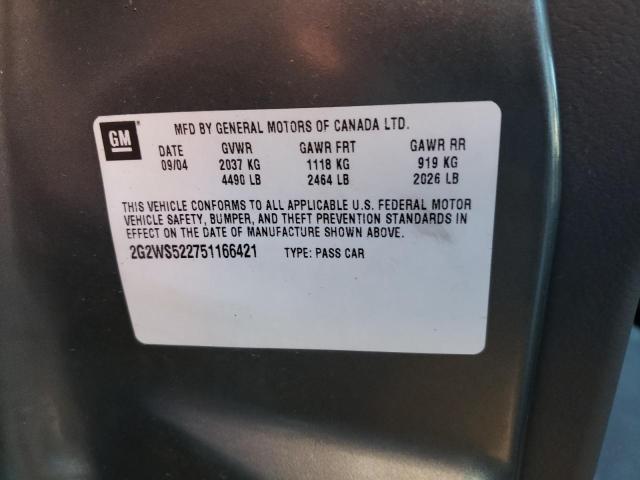 GM
MFD BY GENERAL MOTORS OF CANADA LTD.
DATE GVWR GAWR FRT GAWR RR
09/04 2037 KG 1118 KG 919 KG
4490 LB 2464 LB 2026 LB
THIS VEHICLE CONFORMS TO ALL APPLICABLE U.S. FEDERAL MOTOR
VEHICLE SAFETY, BUMPER, AND THEFT PREVENTION STANDARDS IN
EFFECT ON THE DATE OF MANUFACTURE SHOWN ABOVE.
2G2WS522751166421 TYPE: PASS CAR